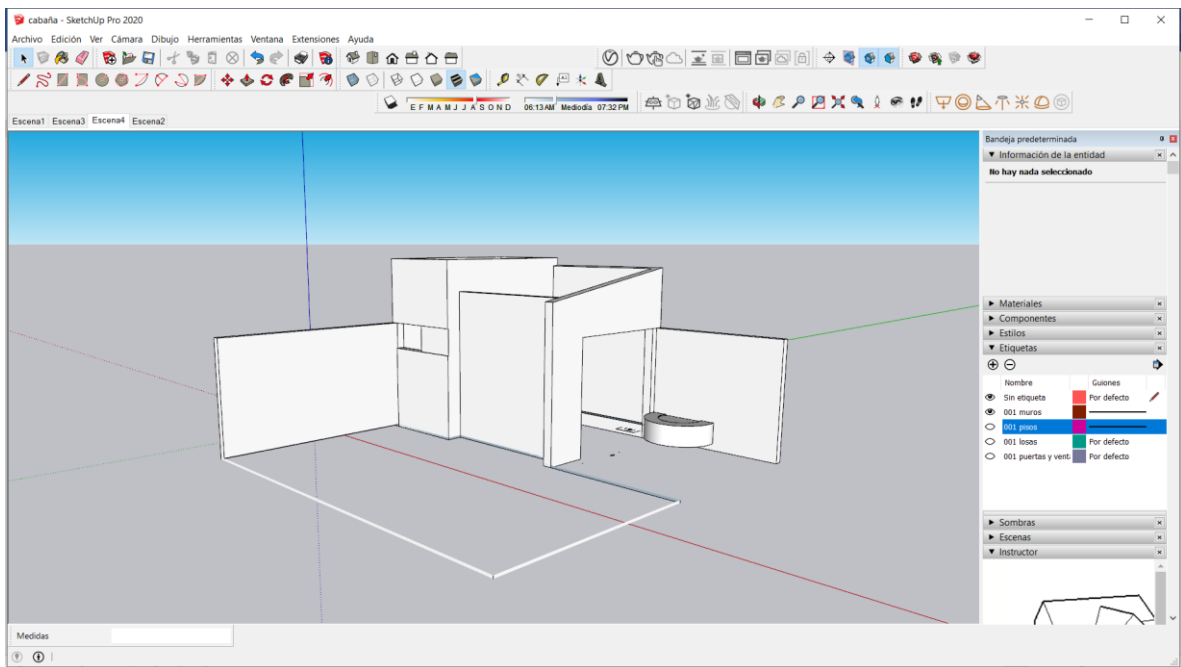 cabaña - SketchUp Pro 2020
Archivo Edición Ver Cámara Dibujo Herramientas Ventana Extensiones Ayuda
E F M A M J J A S O N D 06:13 AM Mediodía 07:32 PM
Escena1 Escena3 Escena4 Escena2
Bandeja predeterminada
Información de la entidad
No hay nada seleccionado
Materiales
Componentes
Estilos
Etiquetas
Nombre Guiones
Sin etiqueta Por defecto
001 muros
001 pisos
001 losas Por defecto
001 puertas y vent Por defecto
Sombras
Escenas
Instructor
Medidas